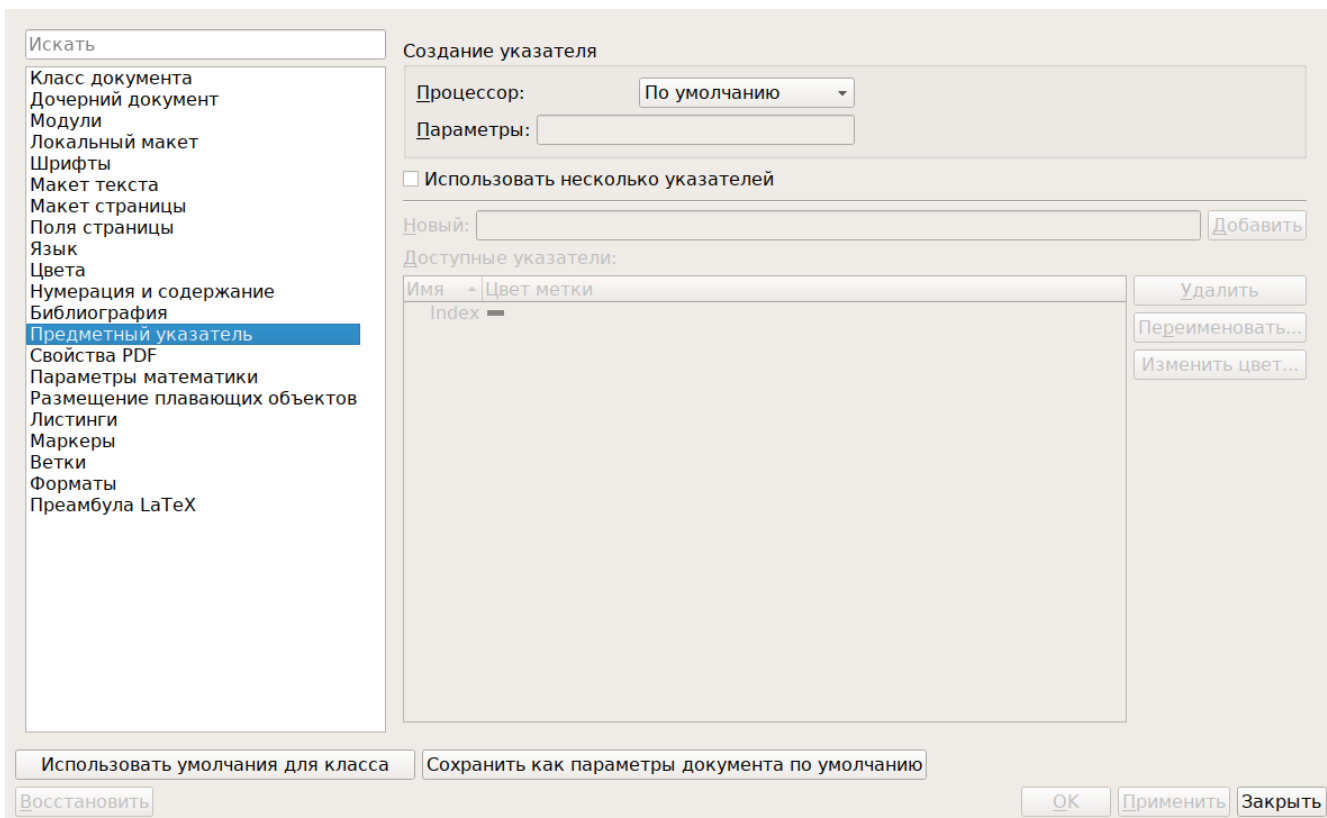 Искать
Класс документа
Дочерний документ
Модули
Локальный макет
Шрифты
Макет текста
Макет страницы
Поля страницы
Язык
Цвета
Нумерация и содержание
Библиография
Предметный указатель
Свойства PDF
Параметры математики
Размещение плавающих объектов
Листинги
Маркеры
Ветки
Форматы
Преамбула LaTeX
Создание указателя
Процессор: По умолчанию
Параметры:
Использовать несколько указателей
Новый: Добавить
Доступные указатели:
Имя Цвет метки
Index
Удалить
Переименовать...
Изменить цвет...
Использовать умолчания для класса Сохранить как параметры документа по умолчанию
Восстановить OK Применить Закрыть